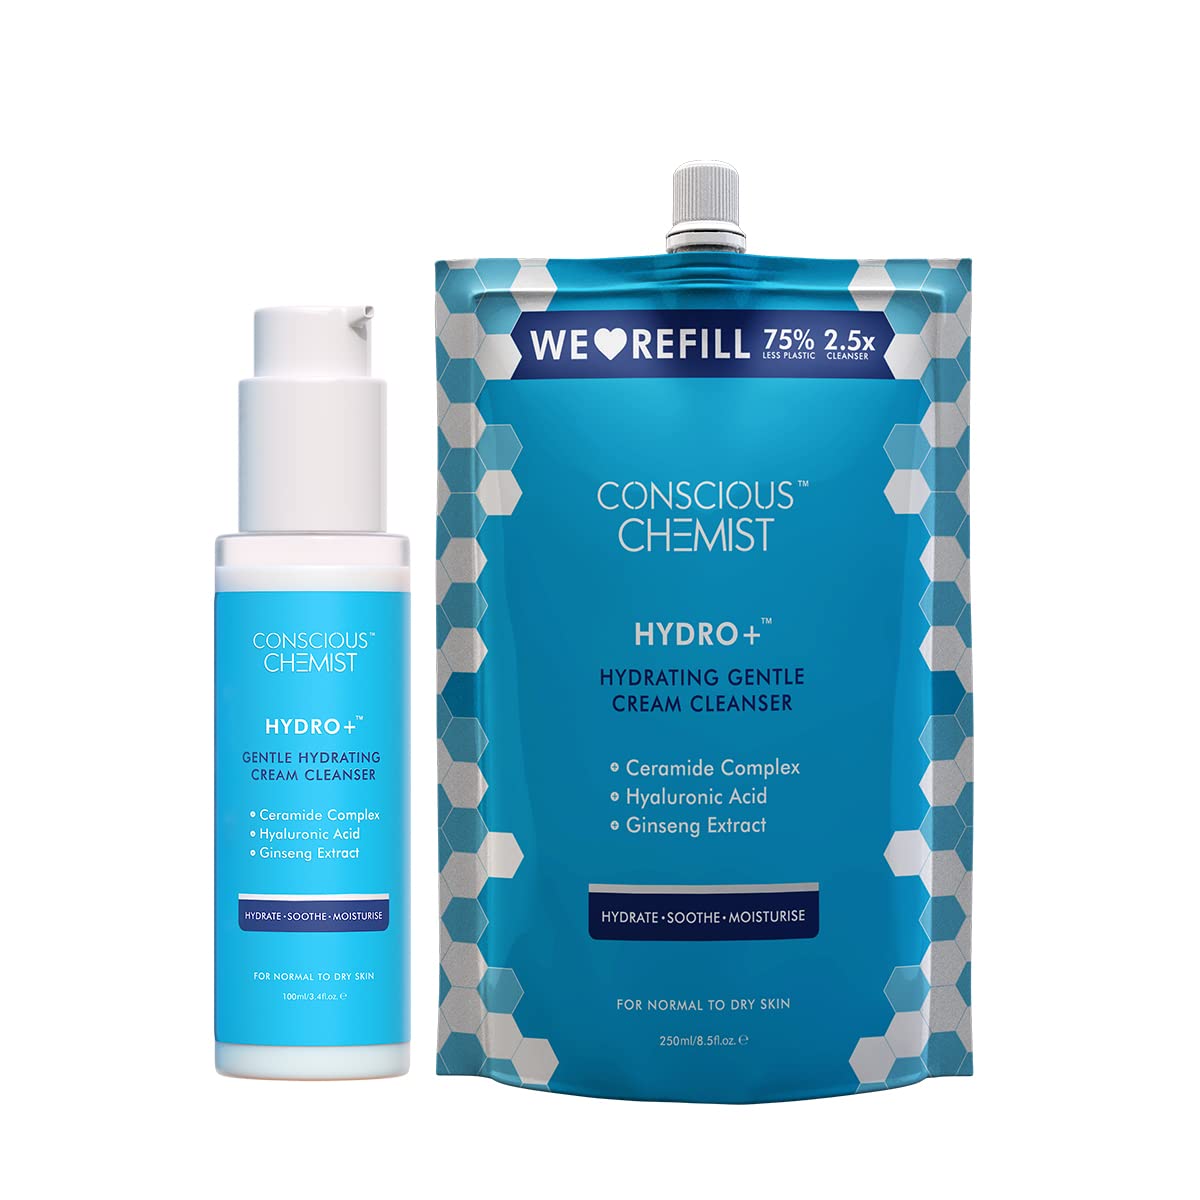 CONSCIOUS™
CHEMIST
HYDRO+™
GENTLE HYDRATING
CREAM CLEANSER
Ceramide Complex
Hyaluronic Acid
Ginseng Extract
HYDRATE • SOOTHE • MOISTURISE
FOR NORMAL TO DRY SKIN
100ml/3.4fl.oz. ℮
WE♥REFILL 75% LESS PLASTIC 2.5x CLEANSER
CONSCIOUS™
CHEMIST
HYDRO+™
HYDRATING GENTLE
CREAM CLEANSER
Ceramide Complex
Hyaluronic Acid
Ginseng Extract
HYDRATE • SOOTHE • MOISTURISE
FOR NORMAL TO DRY SKIN
250ml/8.5fl.oz. ℮